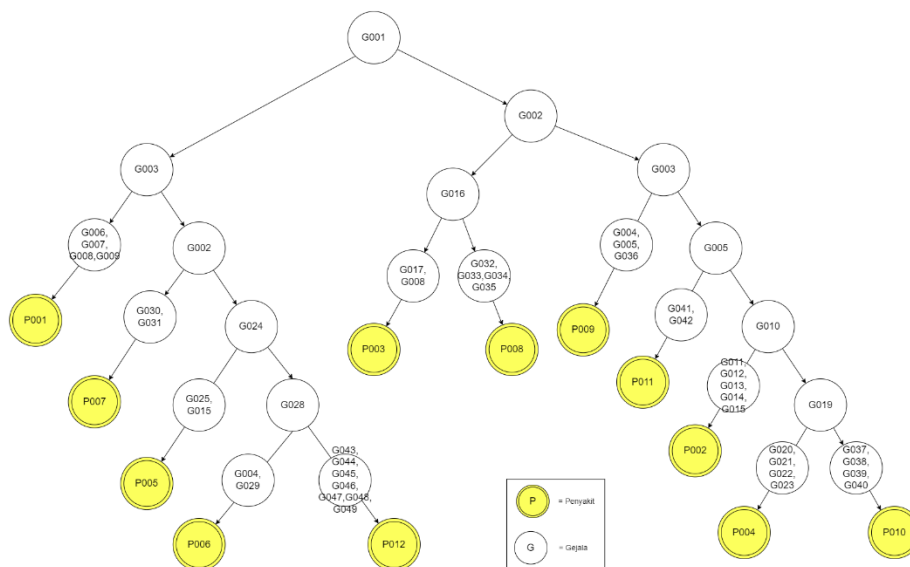 G001
G002
G003
G003
G016
G006,
G007,
G008,G009
G002
G004,
G005,
G036
G005
G017,
G008
G032,
G033,G034,
G035
G030,
G031
G024
G041,
G042
G010
P001
P009
P003
P008
G011,
G012,
G013,
G014,
G015
P007
P011
G025,
G015
G028
G019
P002
G043,
G044,
G045,
G046,
G047,G048,
G049
G020,
G021,
G022,
G023
G037,
G038,
G039,
G040
P005
G004,
G029
P = Penyakit
P006
P012
P004
P010
G = Gejala